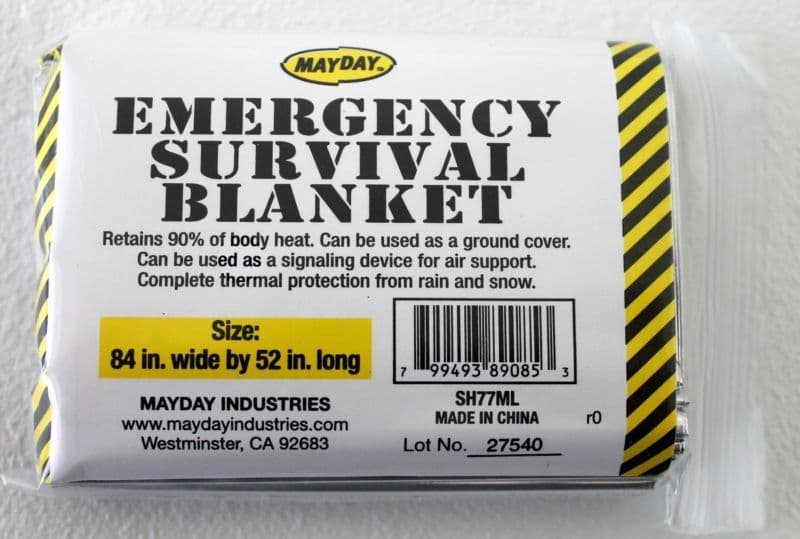 MAYDAY
EMERGENCY
SURVIVAL
BLANKET
Retains 90% of body heat. Can be used as a ground cover.
Can be used as a signaling device for air support.
Complete thermal protection from rain and snow.
Size:
84 in. wide by 52 in. long
7 99493 89085 3
MAYDAY INDUSTRIES
www.maydayindustries.com
Westminster, CA 92683
SH77ML
MADE IN CHINA
r0
Lot No. 27540